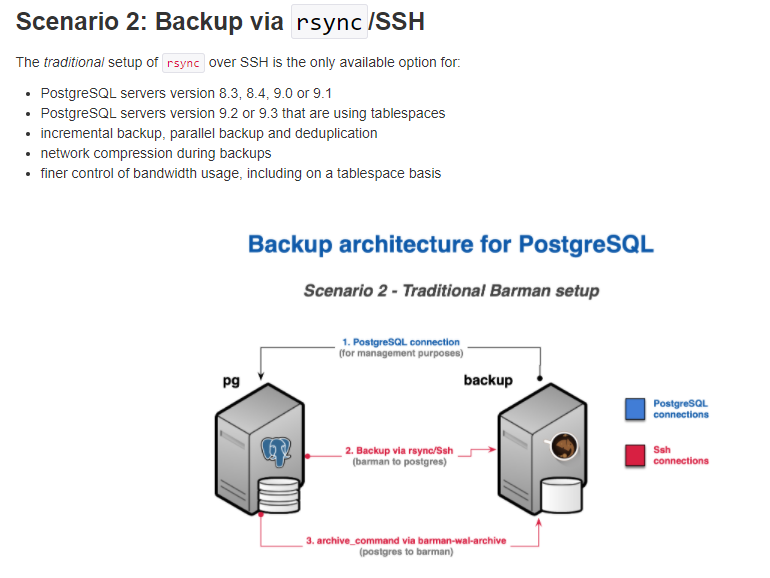 Scenario 2: Backup via rsync/SSH
The traditional setup of rsync over SSH is the only available option for:
PostgreSQL servers version 8.3, 8.4, 9.0 or 9.1
PostgreSQL servers version 9.2 or 9.3 that are using tablespaces
incremental backup, parallel backup and deduplication
network compression during backups
finer control of bandwidth usage, including on a tablespace basis
Backup architecture for PostgreSQL
Scenario 2 - Traditional Barman setup
1. PostgreSQL connection
(for management purposes)
pg
backup
PostgreSQL
connections
2. Backup via rsync/Ssh
(barman to postgres)
Ssh
connections
3. archive_command via barman-wal-archive
(postgres to barman)